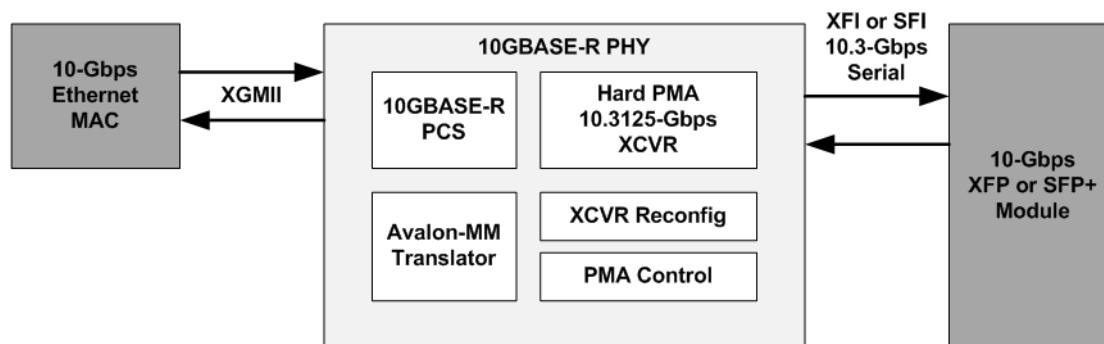 10-Gbps
Ethernet
MAC
XGMII
10GBASE-R PHY
10GBASE-R
PCS
Hard PMA
10.3125-Gbps
XCVR
Avalon-MM
Translator
XCVR Reconfig
PMA Control
XFI or SFI
10.3-Gbps
Serial
10-Gbps
XFP or SFP+
Module